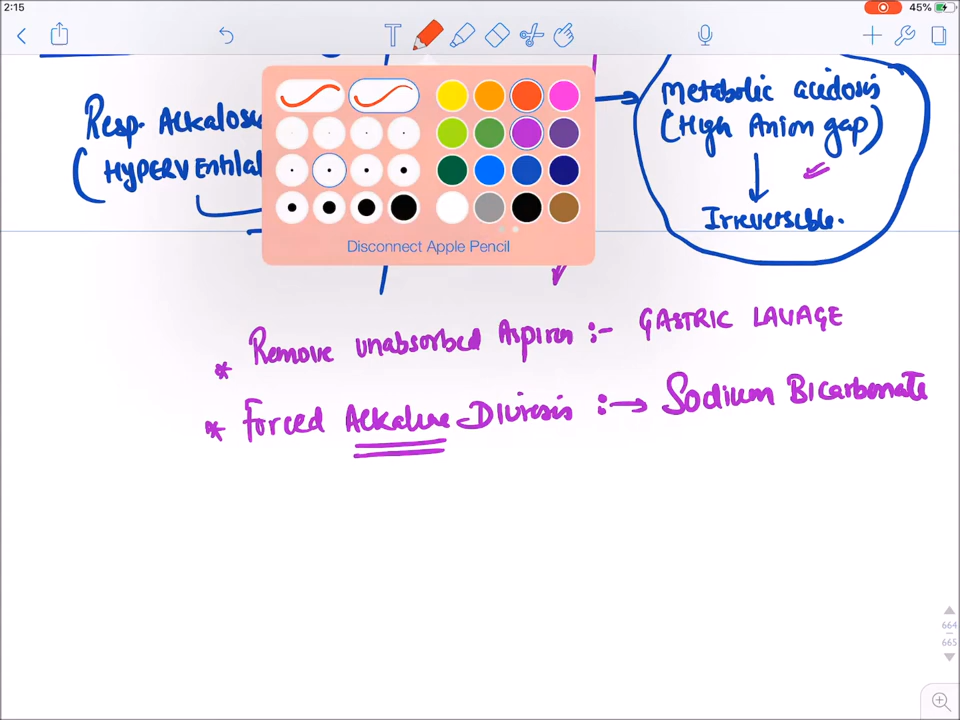 2:15
45%
T
Metabolic acidosis
Resp. Alkalosi
(High Anion gap)
(HYPERVEntila
Irreversible.
Disconnect Apple Pencil
* Remove unabsorbed Aspirin :- GASTRIC LAVAGE
* Forced Alkaline Diuresis :→ Sodium Bicarbonate
664
665